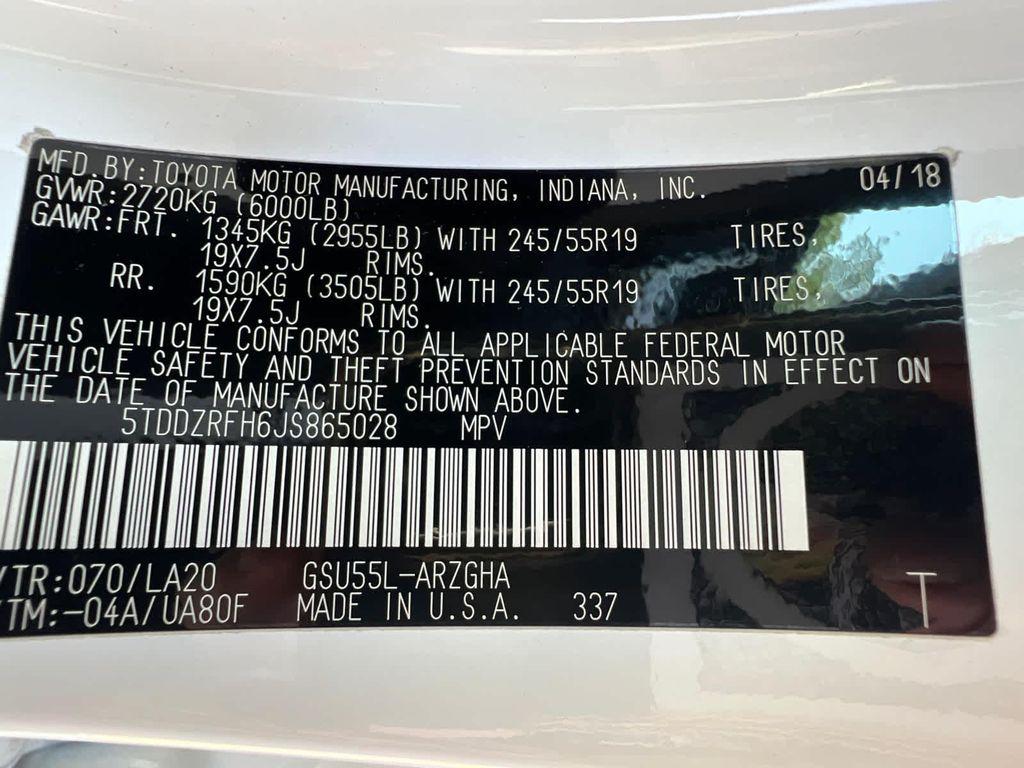 MFD.BY:TOYOTA MOTOR MANUFACTURING, INDIANA, INC. 04/18
GVWR:2720KG (6000LB)
GAWR:FRT. 1345KG (2955LB) WITH 245/55R19 TIRES,
19X7.5J RIMS.
RR. 1590KG (3505LB) WITH 245/55R19 TIRES,
19X7.5J RIMS.
THIS VEHICLE CONFORMS TO ALL APPLICABLE FEDERAL MOTOR
VEHICLE SAFETY AND THEFT PREVENTION STANDARDS IN EFFECT ON
THE DATE OF MANUFACTURE SHOWN ABOVE.
5TDDZRFH6JS865028 MPV
/TR:070/LA20 GSU55L-ARZGHA
/TM:-04A/UA80F MADE IN U.S.A. 337 T